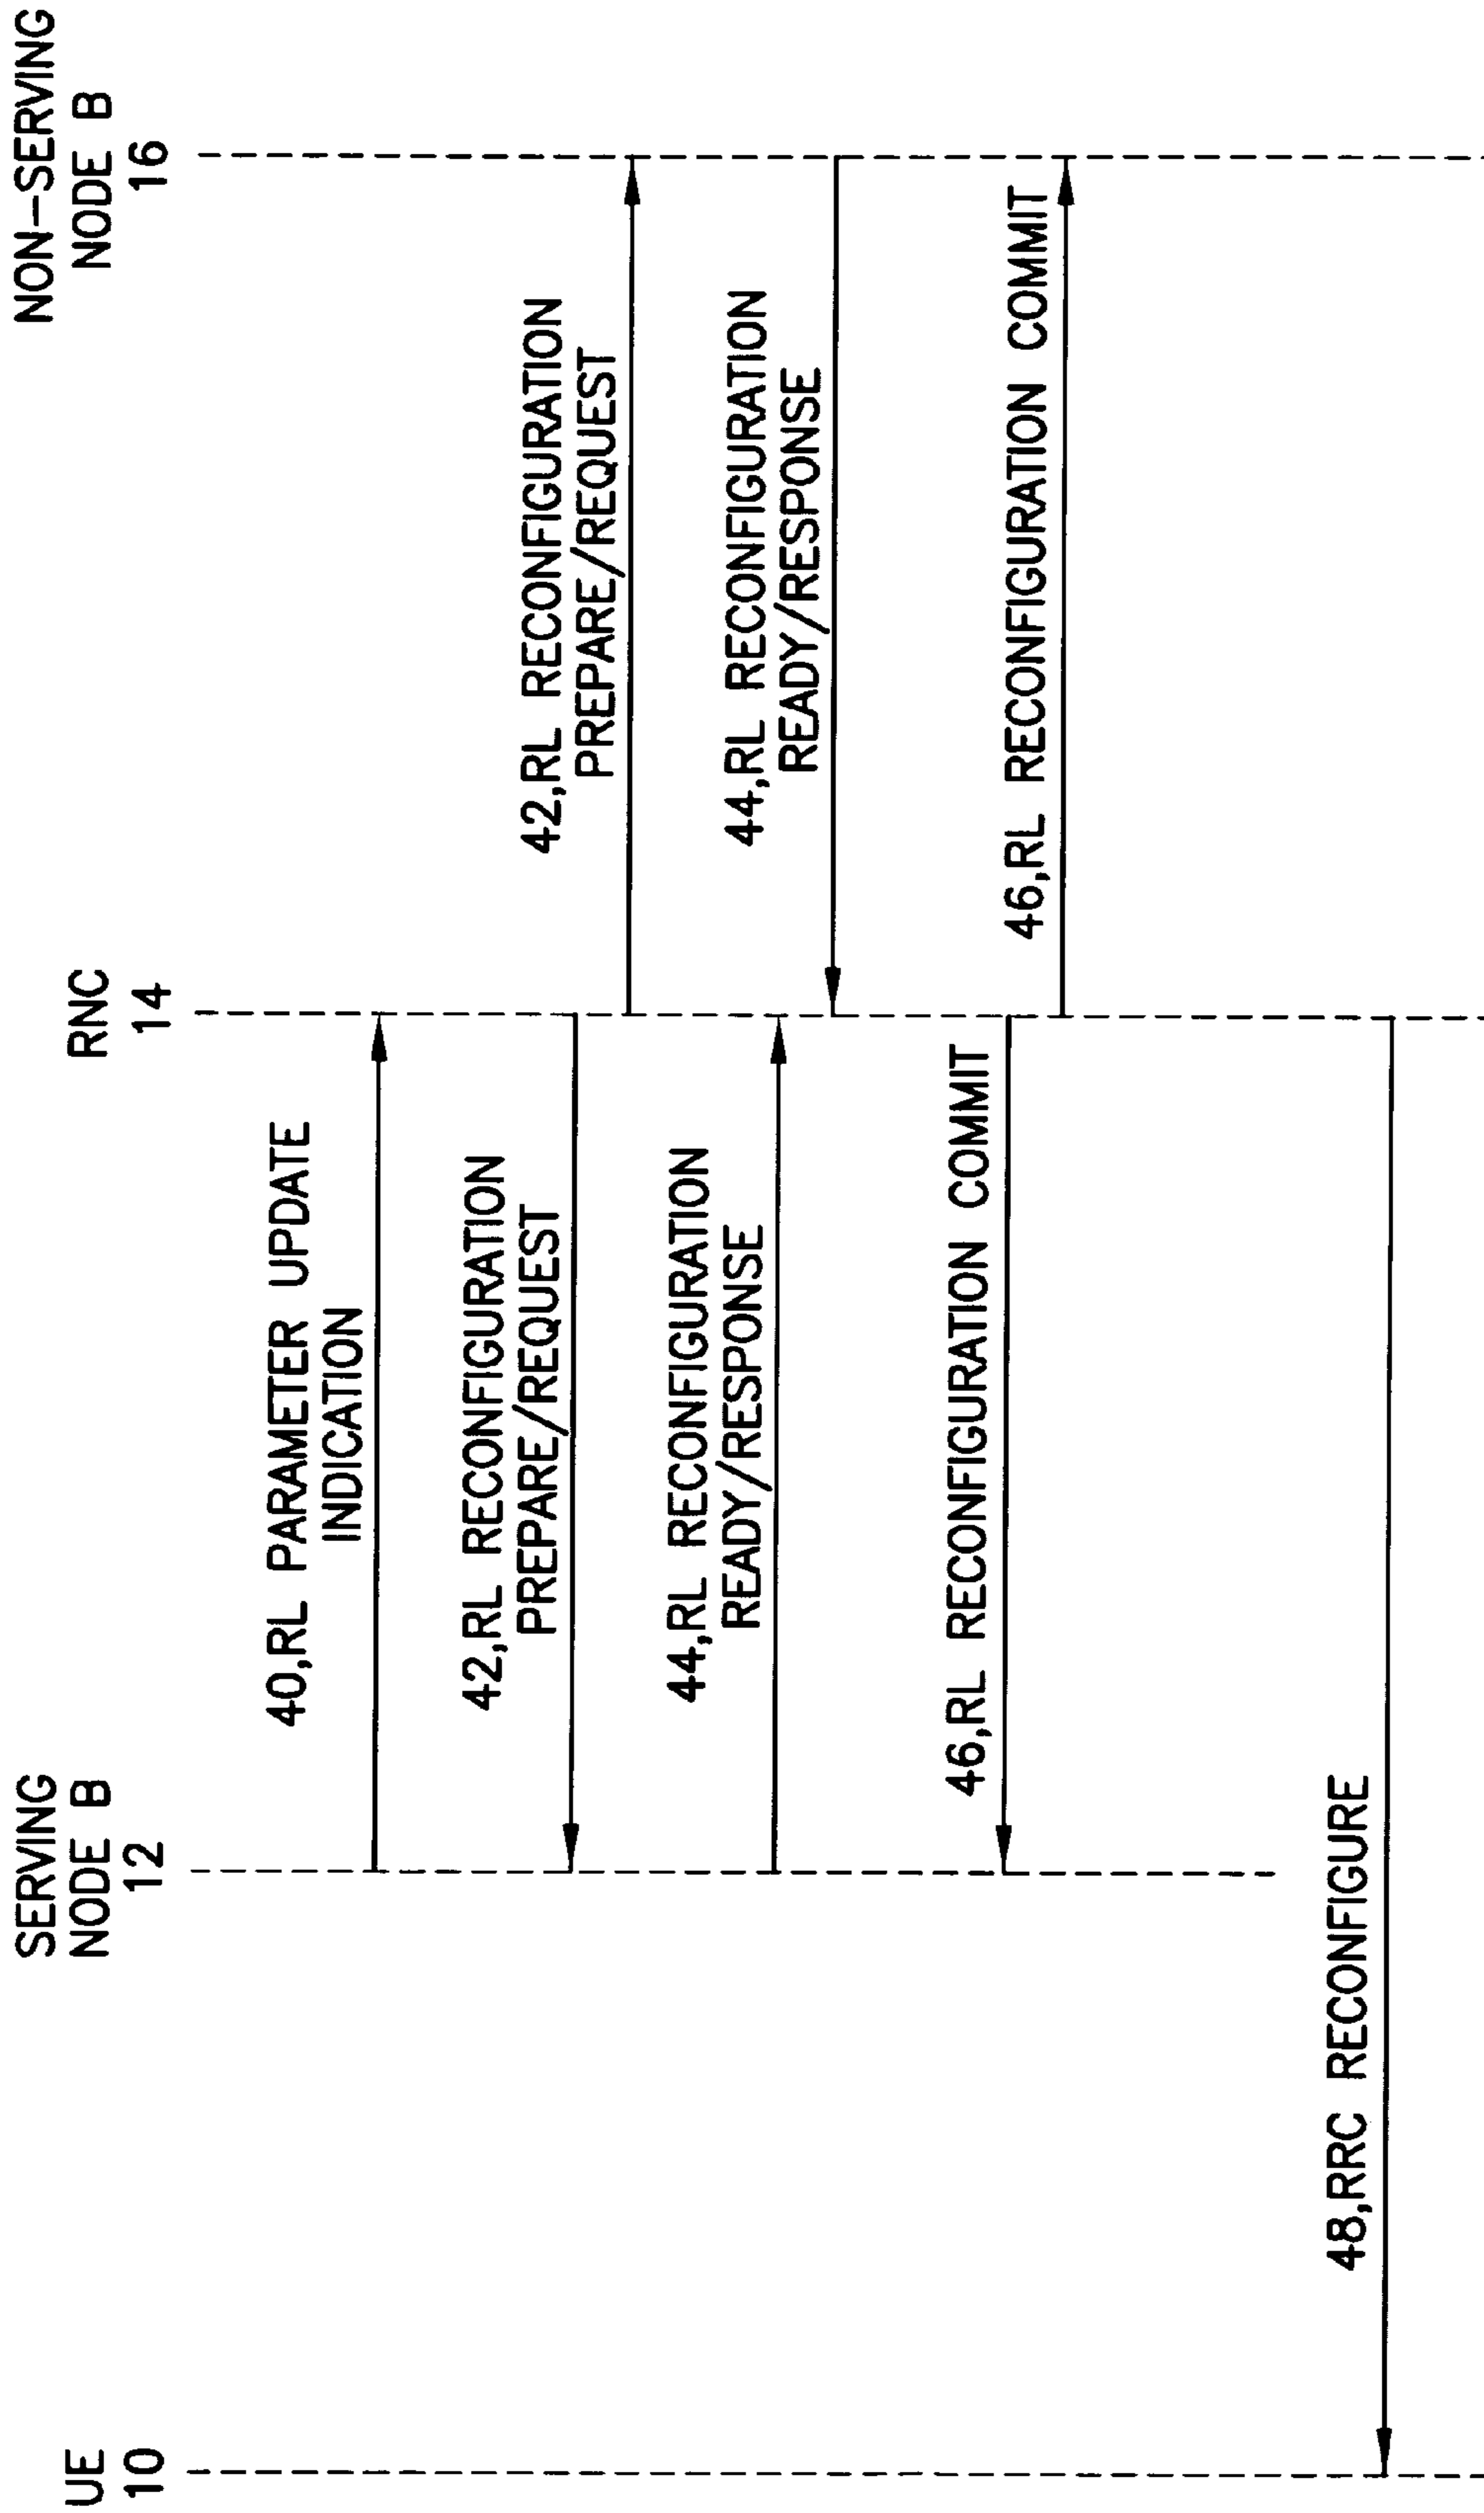 UE
10
SERVING
NODE B
12
RNC
14
NON-SERVING
NODE B
16
40,RL PARAMETER UPDATE
INDICATION
42,RL RECONFIGURATION
PREPARE/REQUEST
42,RL RECONFIGURATION
PREPARE/REQUEST
44,RL RECONFIGURATION
READY/RESPONSE
44,RL RECONFIGURATION
READY/RESPONSE
46,RL RECONFIGURATION COMMIT
46,RL RECONFIGURATION COMMIT
48,RRC RECONFIGURE